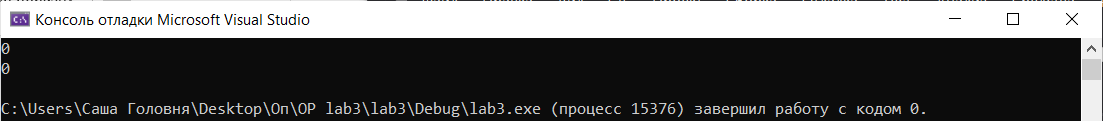 Консоль отладки Microsoft Visual Studio
0
0
C:\Users\Саша Головня\Desktop\Оп\OP lab3\lab3\Debug\lab3.exe (процесс 15376) завершил работу с кодом 0.